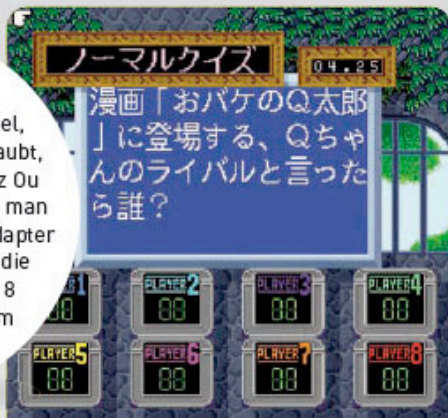 ノーマルクイズ
04.25
漫画「おバケのQ太郎
」に登場する、Qちゃ
んのライバルと言った
ら誰？
el,
aubt,
z Ou
man
dapter
die
8
m
PLAYER2
PLAYER3
PLAYER4
88
88
88
88
PLAYER5
PLAYER6
PLAYER7
PLAYER8
88
88
88
88